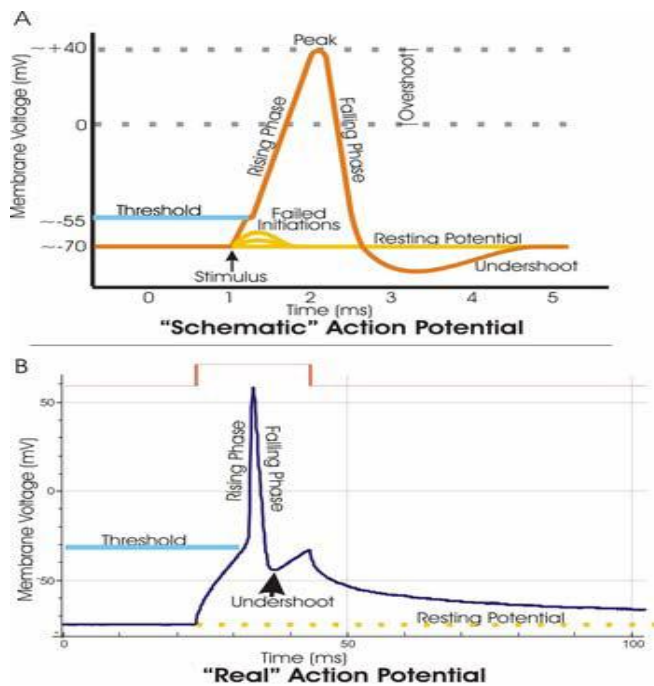 A
Peak
~+40
Overshoot
Rising Phase
Falling Phase
Membrane Voltage (mV)
0
~-55
Threshold
Failed
Initiations
~-70
Resting Potential
Stimulus
Undershoot
0
1
2
3
4
5
Time (ms)
"Schematic" Action Potential
B
50
Membrane Voltage (mV)
Rising Phase
Falling Phase
0
Threshold
-50
Undershoot
Resting Potential
0
50
100
Time (ms)
"Real" Action Potential